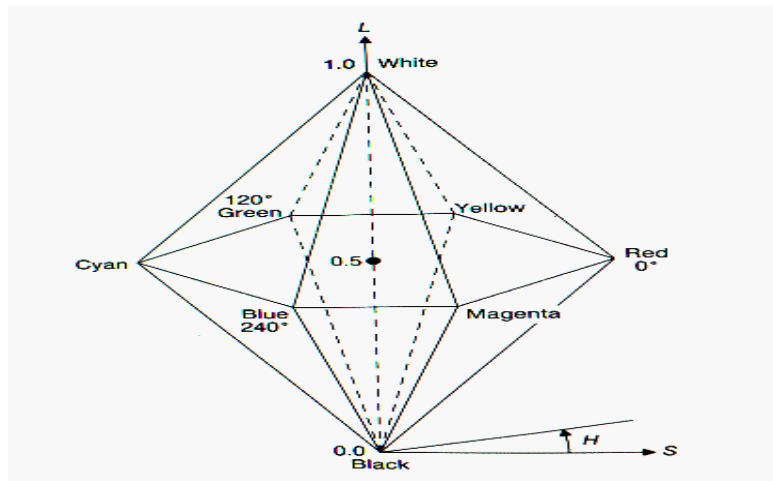 L
1.0 White
120°
Green
Yellow
Cyan
0.5
Red
0°
Blue
240°
Magenta
0.0
Black
H
S